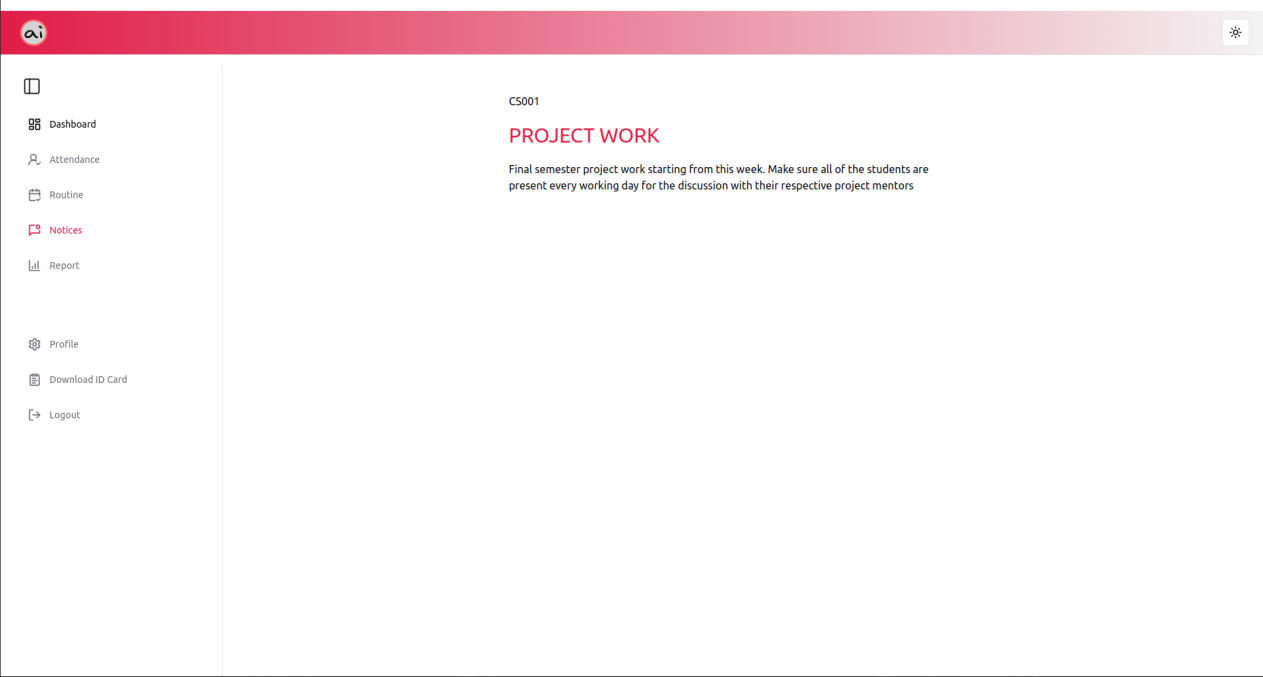 ai
Dashboard
Attendance
Routine
Notices
Report
Profile
Download ID Card
Logout
CS001
PROJECT WORK
Final semester project work starting from this week. Make sure all of the students are
present every working day for the discussion with their respective project mentors